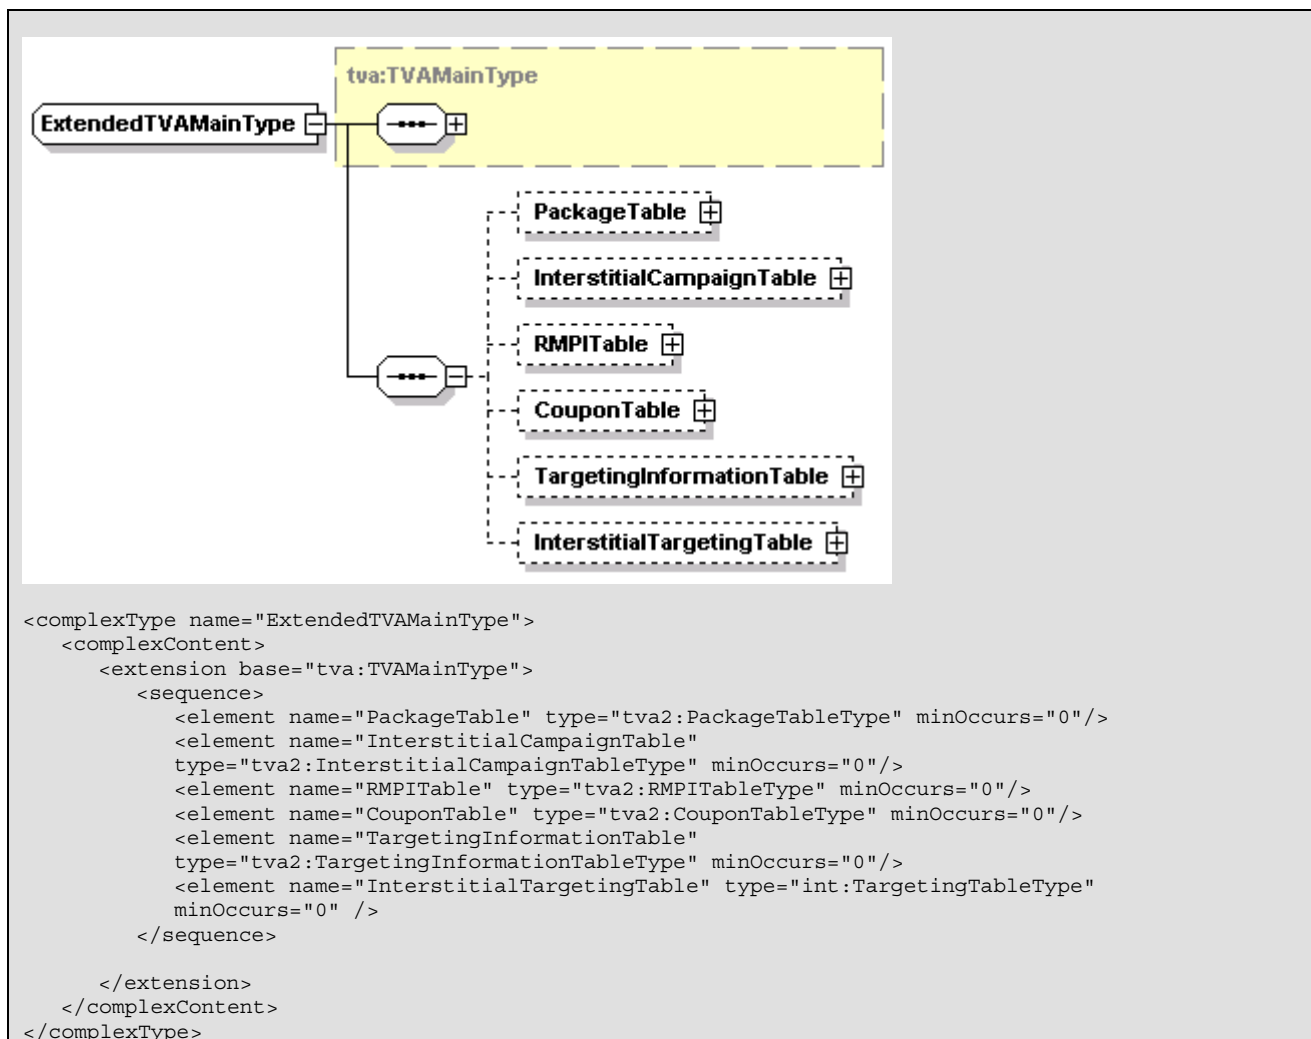 tva:TVAMainType
ExtendedTVAMainType
PackageTable
InterstitialCampaignTable
RMPITable
CouponTable
TargetingInformationTable
InterstitialTargetingTable
<complexType name="ExtendedTVAMainType">
<complexContent>
<extension base="tva:TVAMainType">
<sequence>
<element name="PackageTable" type="tva2:PackageTableType" minOccurs="0"/>
<element name="InterstitialCampaignTable"
type="tva2:InterstitialCampaignTableType" minOccurs="0"/>
<element name="RMPITable" type="tva2:RMPITableType" minOccurs="0"/>
<element name="CouponTable" type="tva2:CouponTableType" minOccurs="0"/>
<element name="TargetingInformationTable"
type="tva2:TargetingInformationTableType" minOccurs="0"/>
<element name="InterstitialTargetingTable" type="int:TargetingTableType"
minOccurs="0" />
</sequence>
</extension>
</complexContent>
</complexType>